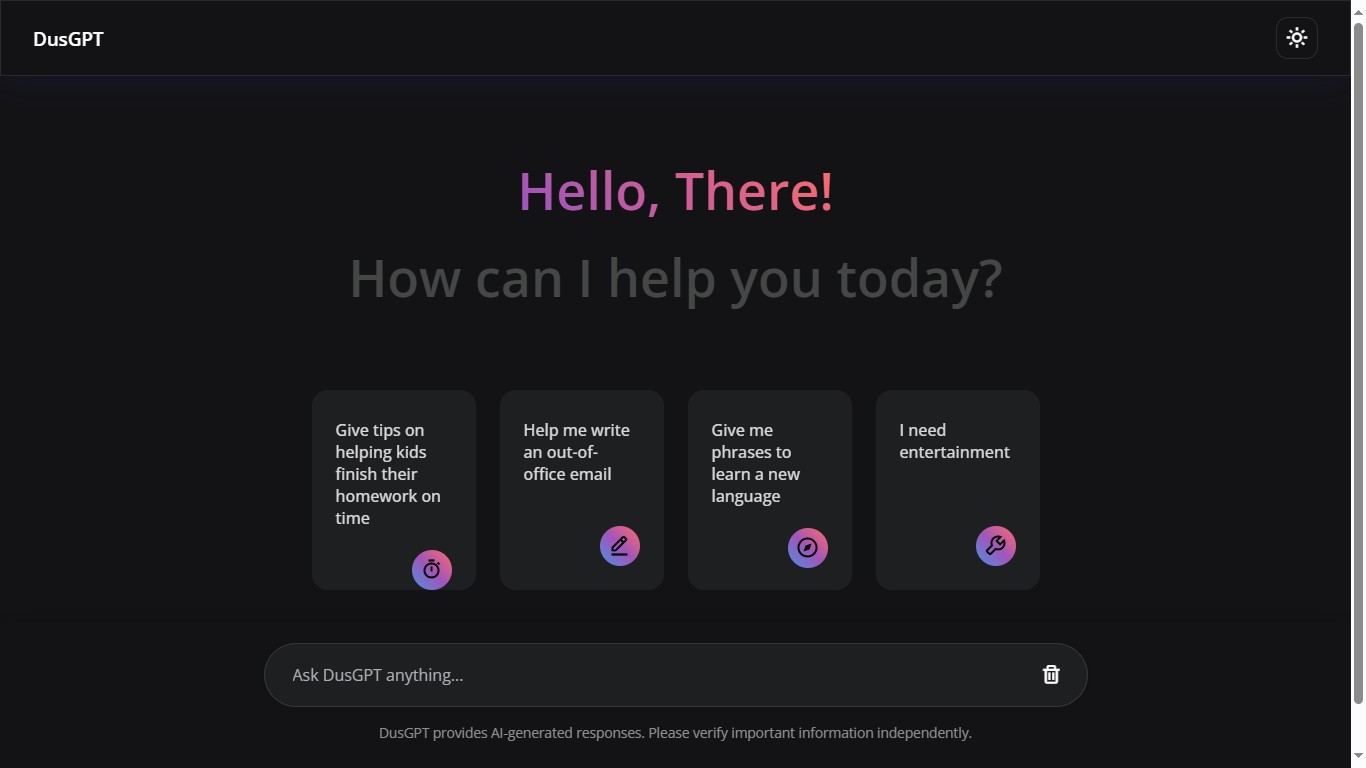 DusGPT
Hello, There!
How can I help you today?
Give tips on
helping kids
finish their
homework on
time
Help me write
an out-of-
office email
Give me
phrases to
learn a new
language
I need
entertainment
Ask DusGPT anything...
DusGPT provides AI-generated responses. Please verify important information independently.